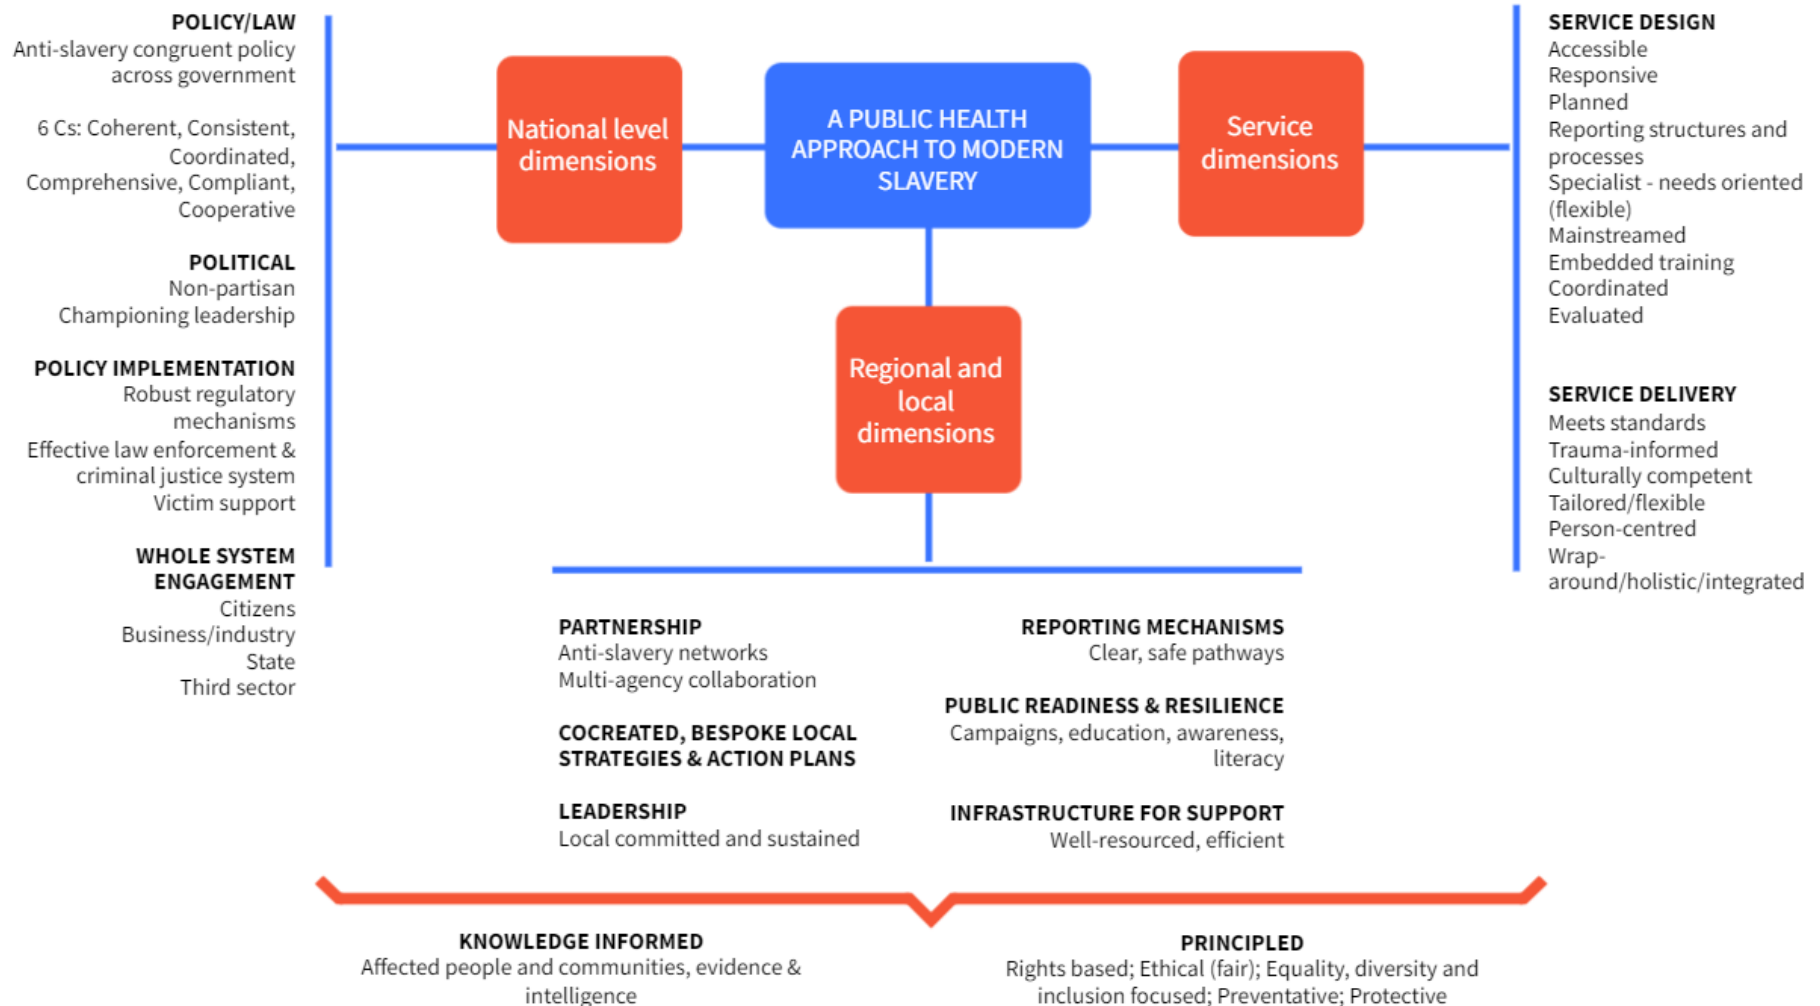 POLICY/LAW
Anti-slavery congruent policy
across government
6 Cs: Coherent, Consistent,
Coordinated,
Comprehensive, Compliant,
Cooperative
POLITICAL
Non-partisan
Championing leadership
POLICY IMPLEMENTATION
Robust regulatory
mechanisms
Effective law enforcement &
criminal justice system
Victim support
WHOLE SYSTEM
ENGAGEMENT
Citizens
Business/industry
State
Third sector
National level
dimensions
A PUBLIC HEALTH
APPROACH TO MODERN
SLAVERY
Service
dimensions
Regional and
local
dimensions
SERVICE DESIGN
Accessible
Responsive
Planned
Reporting structures and
processes
Specialist - needs oriented
(flexible)
Mainstreamed
Embedded training
Coordinated
Evaluated
SERVICE DELIVERY
Meets standards
Trauma-informed
Culturally competent
Tailored/flexible
Person-centred
Wrap-
around/holistic/integrated
PARTNERSHIP
Anti-slavery networks
Multi-agency collaboration
COCREATED, BESPOKE LOCAL
STRATEGIES & ACTION PLANS
LEADERSHIP
Local committed and sustained
REPORTING MECHANISMS
Clear, safe pathways
PUBLIC READINESS & RESILIENCE
Campaigns, education, awareness,
literacy
INFRASTRUCTURE FOR SUPPORT
Well-resourced, efficient
KNOWLEDGE INFORMED
Affected people and communities, evidence &
intelligence
PRINCIPLED
Rights based; Ethical (fair); Equality, diversity and
inclusion focused; Preventative; Protective